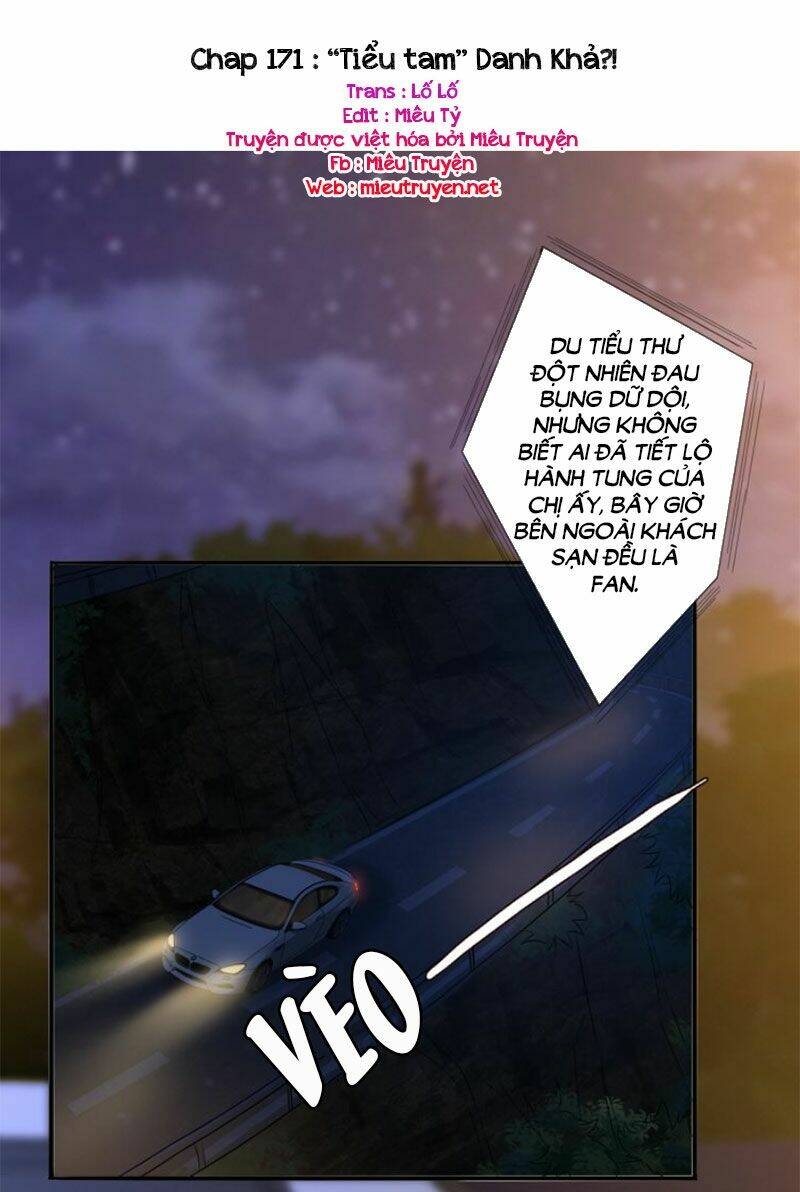 Chap 171 : “Tiểu tam” Danh Khả?!
Trans : Lố Lố
Edit : Miêu Tỷ
Truyện được việt hóa bởi Miêu Truyện
Fb : Miêu Truyện
Web : mieutruyen.net
DU TIỂU THƯ
ĐỘT NHIÊN ĐAU
BỤNG DỮ DỘI,
NHƯNG KHÔNG
BIẾT AI ĐÃ TIẾT LỘ
HÀNH TUNG CỦA
CHỊ ẤY, BÂY GIỜ
BÊN NGOÀI KHÁCH
SẠN ĐỀU LÀ
FAN.
VÈO